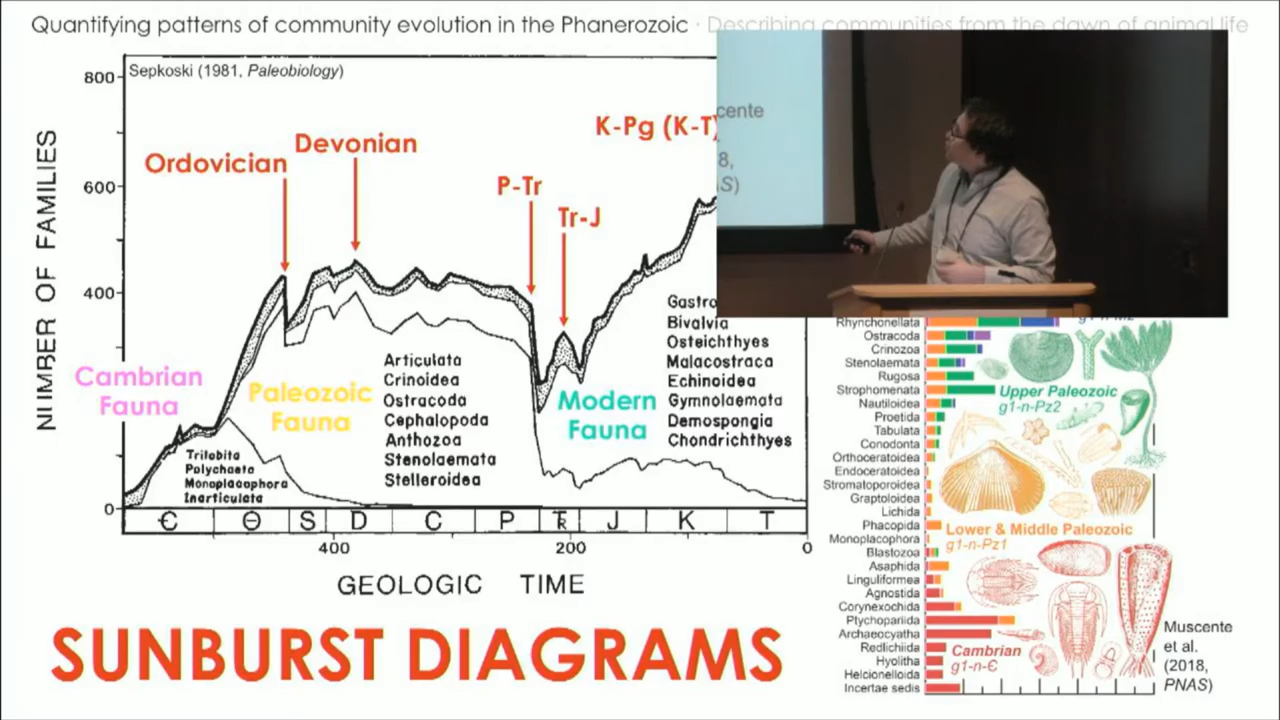 Quantifying patterns of community evolution in the Phanerozoic · Describing communities from the dawn of animal life
Sepkoski (1981, Paleobiology)
NUMBER OF FAMILIES
800
600
400
0
Ordovician
Devonian
P-Tr
Tr-J
K-Pg (K-T)
Cambrian
Fauna
Paleozoic
Fauna
Modern
Fauna
Trilobita
Polychaeta
Monoplacophora
Inarticulata
Articulata
Crinoidea
Ostracoda
Cephalopoda
Anthozoa
Stenolaemata
Stelleroidea
Gastro
Bivalvia
Osteichthyes
Malacostraca
Echinoidea
Gymnolaemata
Demospongia
Chondrichthyes
Є Ɵ S D C P Ћ J K T
400 200 0
GEOLOGIC TIME
SUNBURST DIAGRAMS
cente
8,
S)
Rhynchonellata
Ostracoda
Crinozoa
Stenolaemata
Rugosa
Strophomenata
Nautiloidea
Proetida
Tabulata
Conodonta
Orthoceratoidea
Endoceratoidea
Stromatoporoidea
Graptoloidea
Lichida
Phacopida
Monoplacophora
Blastozoa
Asaphida
Linguliformea
Agnostida
Corynexochida
Ptychopariida
Archaeocyatha
Redlichiida
Hyolitha
Helcionelloida
Incertae sedis
g1-n-Mz
Upper Paleozoic
g1-n-Pz2
Lower & Middle Paleozoic
g1-n-Pz1
Cambrian
g1-n-Є
Muscente
et al.
(2018,
PNAS)